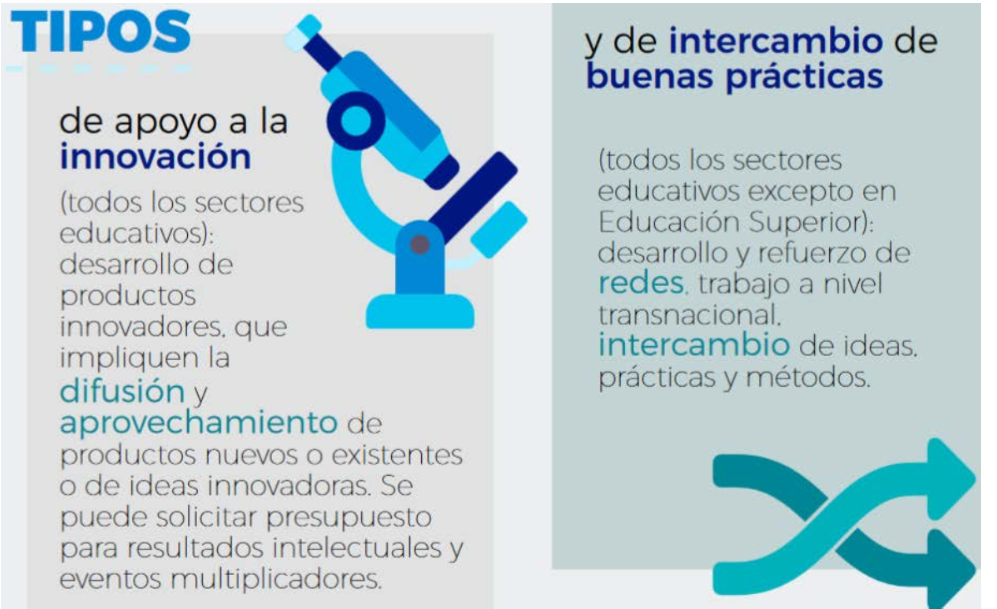 TIPOS
de apoyo a la
innovación
(todos los sectores
educativos):
desarrollo de
productos
innovadores, que
impliquen la
difusión y
aprovechamiento de
productos nuevos o existentes
o de ideas innovadoras. Se
puede solicitar presupuesto
para resultados intelectuales y
eventos multiplicadores.
y de intercambio de
buenas prácticas
(todos los sectores
educativos excepto en
Educación Superior):
desarrollo y refuerzo de
redes, trabajo a nivel
transnacional,
intercambio de ideas,
prácticas y métodos.